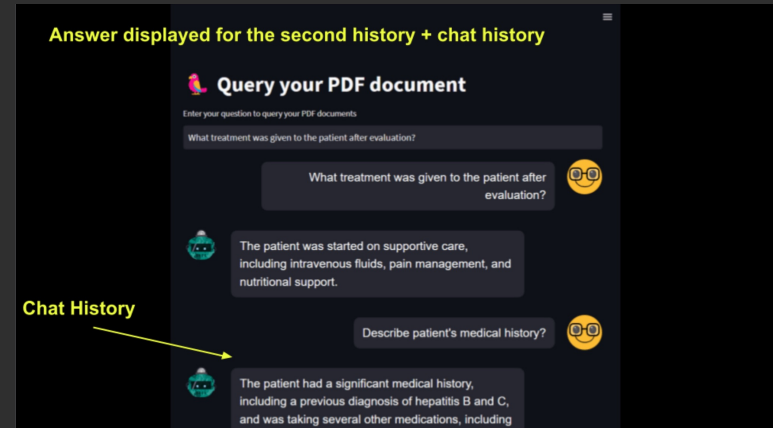 Answer displayed for the second history + chat history
Query your PDF document
Enter your question to query your PDF documents
What treatment was given to the patient after evaluation?
What treatment was given to the patient after
evaluation?
The patient was started on supportive care,
including intravenous fluids, pain management, and
nutritional support.
Chat History
Describe patient's medical history?
The patient had a significant medical history,
including a previous diagnosis of hepatitis B and C,
and was taking several other medications, including